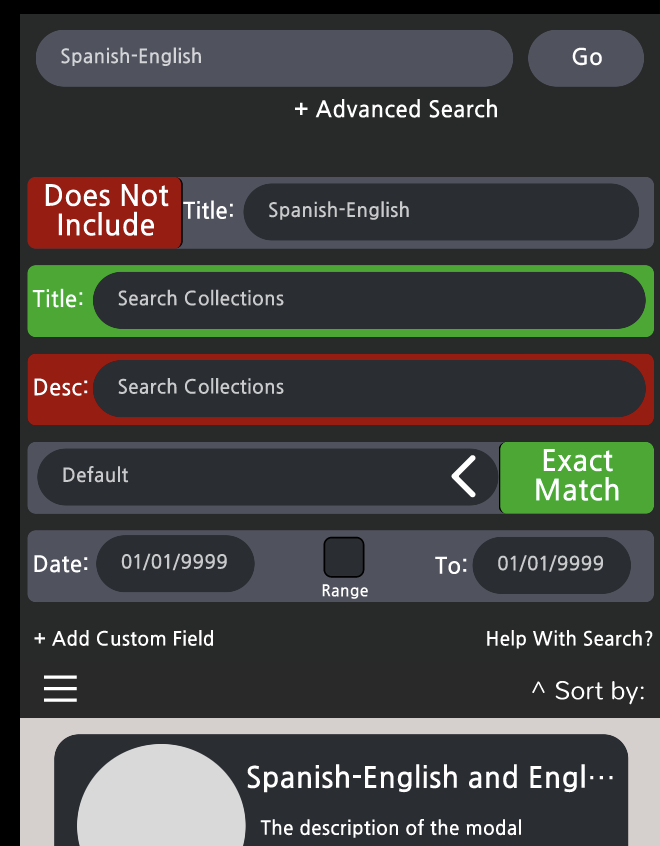 Spanish-English
Go
+ Advanced Search
Does Not
Include
Title:
Spanish-English
Title:
Search Collections
Desc:
Search Collections
Default
Exact
Match
Date:
01/01/9999
Range
To:
01/01/9999
+ Add Custom Field
Help With Search?
^ Sort by:
Spanish-English and Engl···
The description of the modal